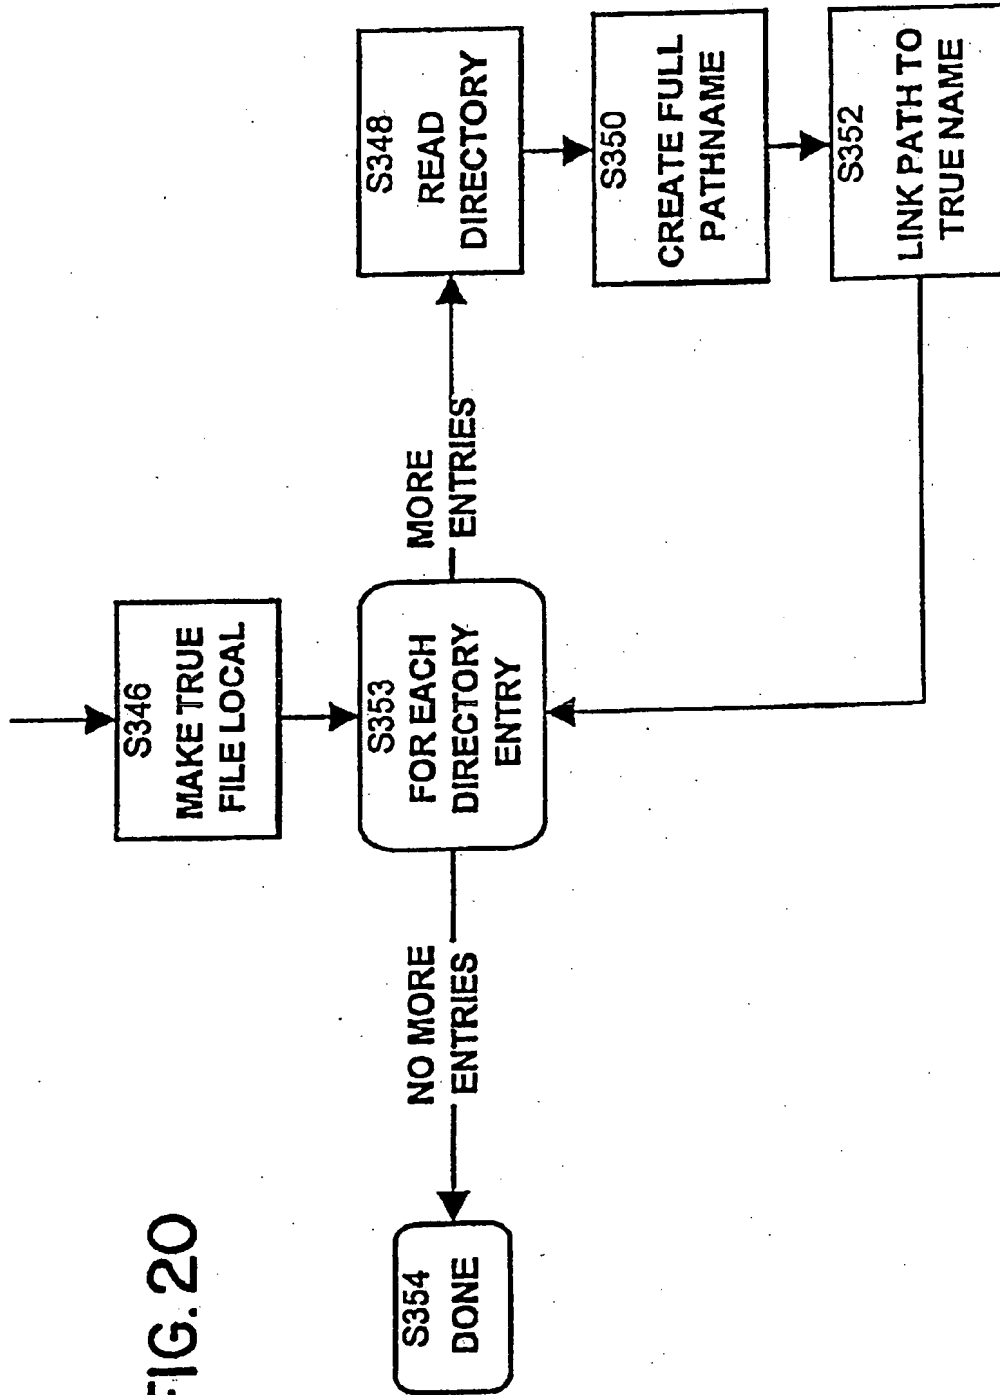 FIG. 20
S346
MAKE TRUE
FILE LOCAL
S353
FOR EACH
DIRECTORY
ENTRY
NO MORE
ENTRIES
S354
DONE
MORE
ENTRIES
S348
READ
DIRECTORY
S350
CREATE FULL
PATHNAME
S352
LINK PATH TO
TRUE NAME